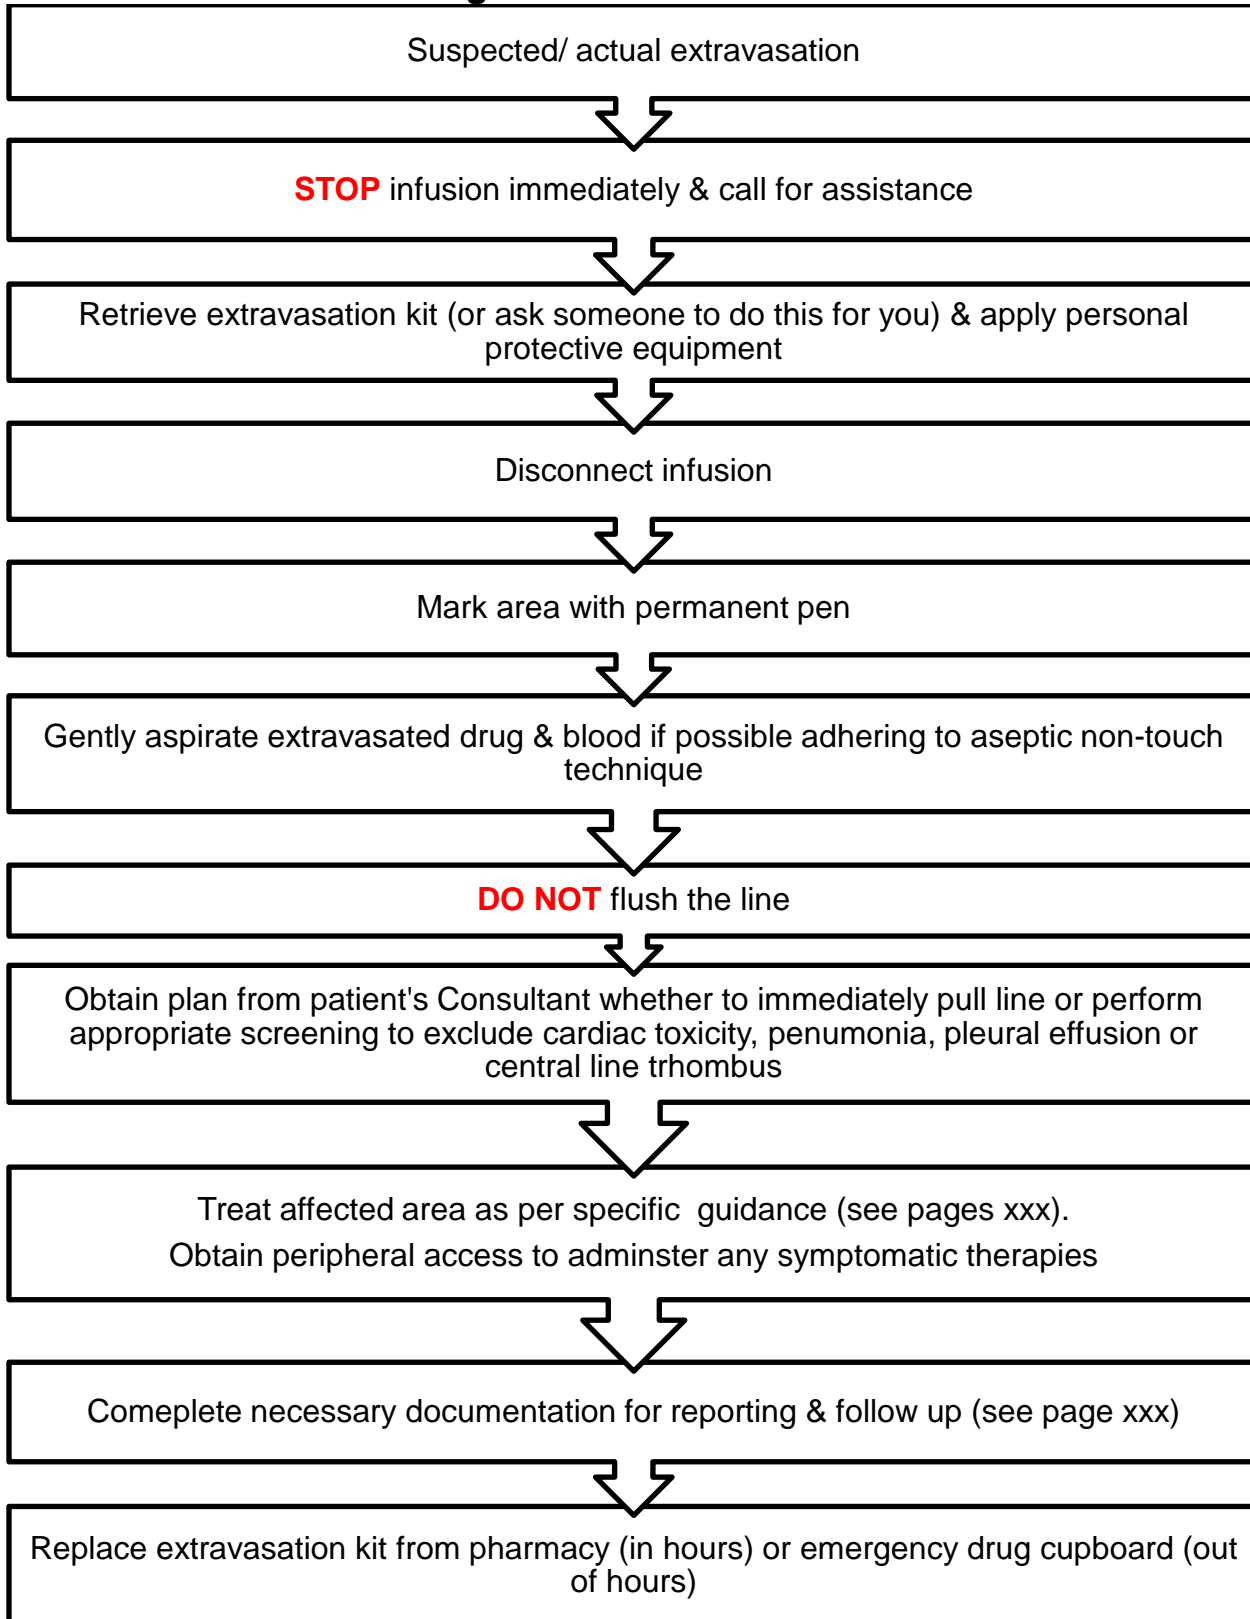 Suspected/ actual extravasation
STOP infusion immediately & call for assistance
Retrieve extravasation kit (or ask someone to do this for you) & apply personal
protective equipment
Disconnect infusion
Mark area with permanent pen
Gently aspirate extravasated drug & blood if possible adhering to aseptic non-touch
technique
DO NOT flush the line
Obtain plan from patient's Consultant whether to immediately pull line or perform
appropriate screening to exclude cardiac toxicity, penumonia, pleural effusion or
central line trhombus
Treat affected area as per specific  guidance (see pages xxx).
Obtain peripheral access to adminster any symptomatic therapies
Comeplete necessary documentation for reporting & follow up (see page xxx)
Replace extravasation kit from pharmacy (in hours) or emergency drug cupboard (out
of hours)